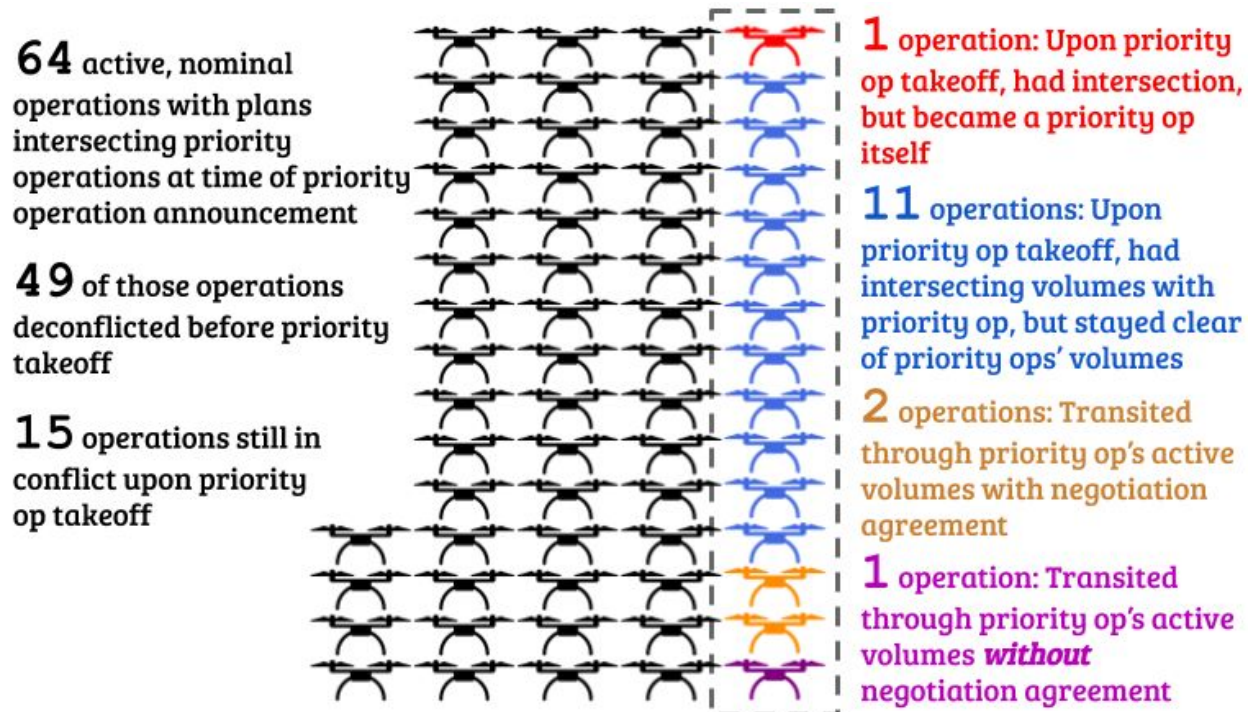 64 active, nominal
operations with plans
intersecting priority
operations at time of priority
operation announcement
49 of those operations
deconflicted before priority
takeoff
15 operations still in
conflict upon priority
op takeoff
1 operation: Upon priority
op takeoff, had intersection,
but became a priority op
itself
11 operations: Upon
priority op takeoff, had
intersecting volumes with
priority op, but stayed clear
of priority ops' volumes
2 operations: Transited
through priority op's active
volumes with negotiation
agreement
1 operation: Transited
through priority op's active
volumes without
negotiation agreement